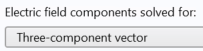 Electric field components solved for:
Three-component vector